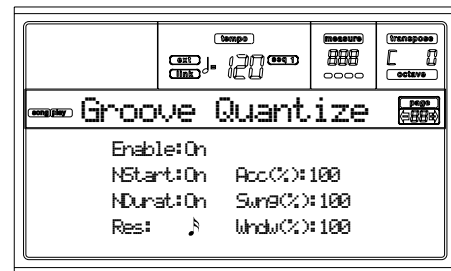 tempo measure transpose
ext link ♩= 120 seq 1 888 C 0
octave
song play Groove Quantize page 88
Enable:On
NStart:On Acc(%):100
NDurat:On Swng(%):100
Res: ♪ Wndw(%):100